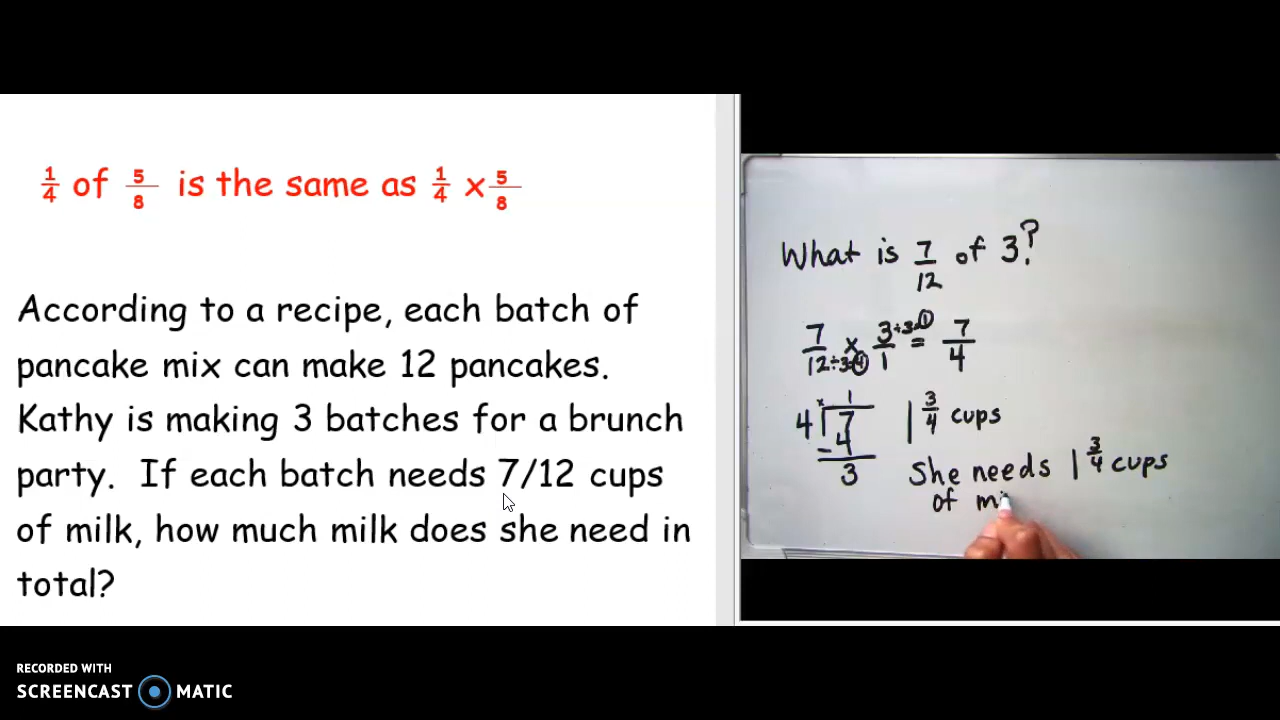 1/4 of 5/8 is the same as 1/4 x 5/8
According to a recipe, each batch of
pancake mix can make 12 pancakes.
Kathy is making 3 batches for a brunch
party. If each batch needs 7/12 cups
of milk, how much milk does she need in
total?
What is 7/12 of 3?
7/12÷3=4 x 3÷3=1/1 = 7/4
1
4 7 1 3/4 cups
- 4
3 She needs 1 3/4 cups
of mi
RECORDED WITH
SCREENCAST MATIC